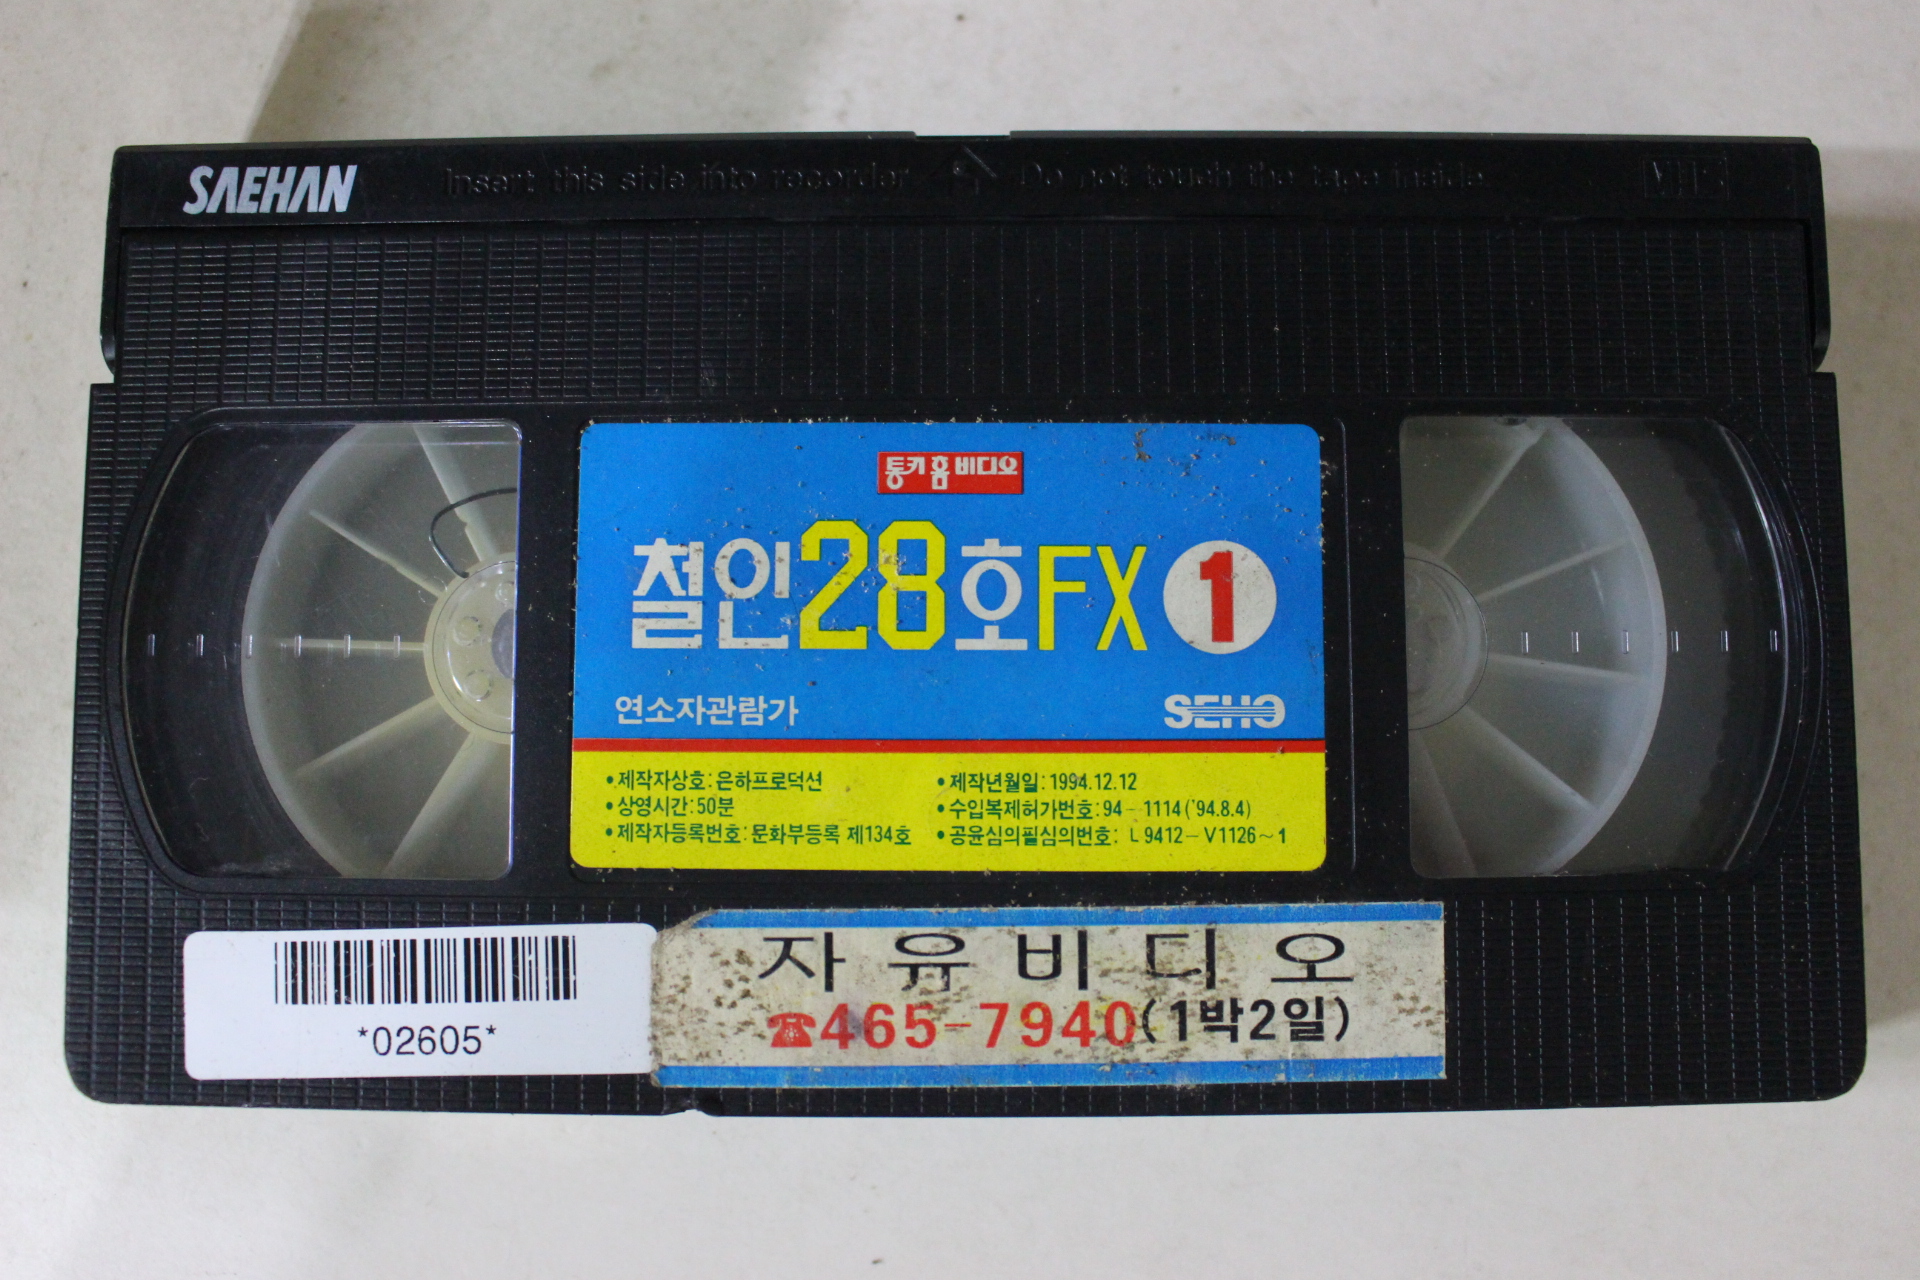 SAEHAN
Insert this side into recorder Do not touch the tape inside. VHS
통키홈비디오
철인28호FX 1
연소자관람가 SEHO
•제작자상호:은하프로덕션 •제작년월일:1994.12.12
•상영시간:50분 •수입복제허가번호:94-1114('94.8.4)
•제작자등록번호:문화부등록 제134호 •공윤심의필심의번호: L 9412-V1126~1
자유비디오
☎465-7940(1박2일)
*02605*